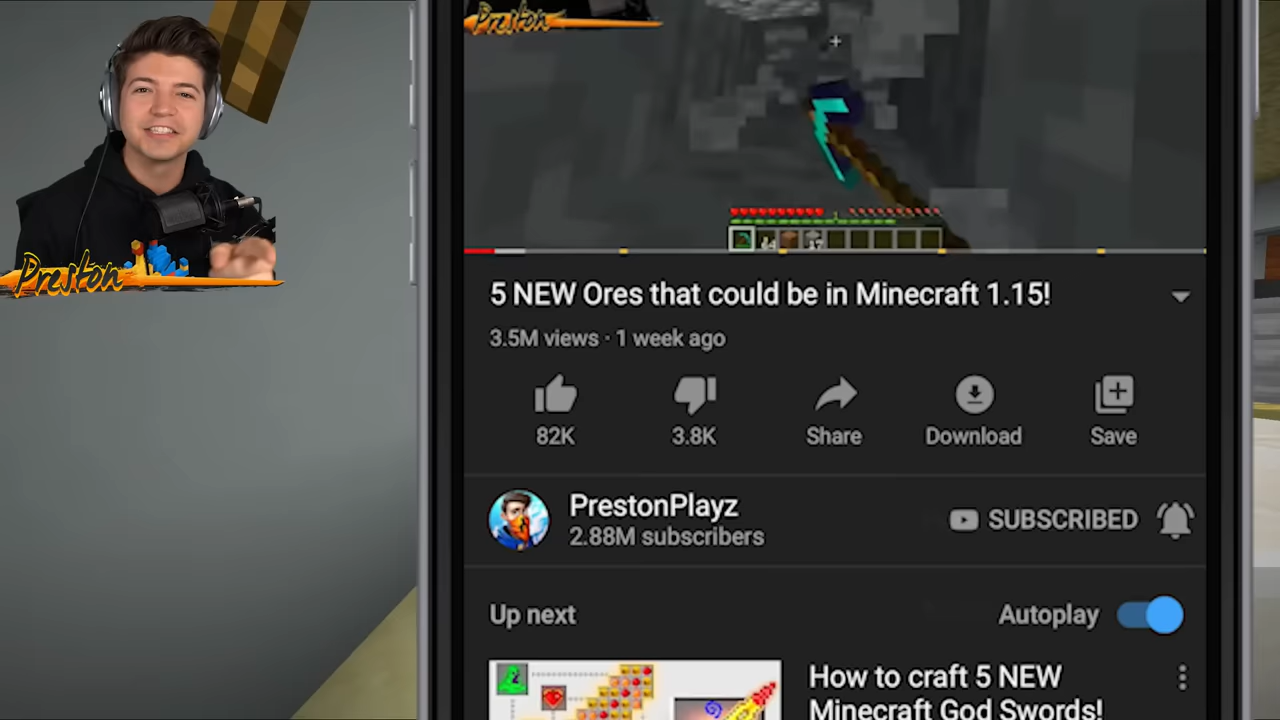 Preston
64
17
Preston
5 NEW Ores that could be in Minecraft 1.15!
3.5M views · 1 week ago
82K
3.8K
Share
Download
Save
PrestonPlayz
2.88M subscribers
SUBSCRIBED
Up next
Autoplay
How to craft 5 NEW
Minecraft God Swords!